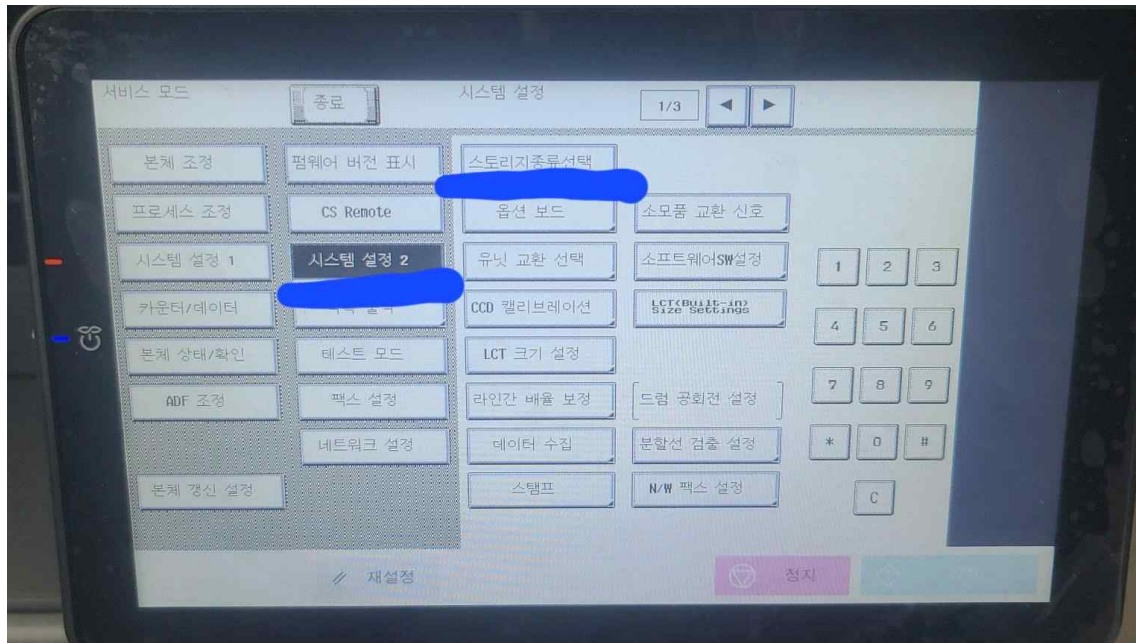 서비스 모드
종료
시스템 설정
1/3
본체 조정
펌웨어 버전 표시
스토리지종류선택
프로세스 조정
CS Remote
옵션 보드
소모품 교환 신호
시스템 설정 1
시스템 설정 2
유닛 교환 선택
소프트웨어SW설정
1 2 3
카운터/데이터
CCD 캘리브레이션
LCT(Built-in)
Size Settings
4 5 6
본체 상태/확인
테스트 모드
LCT 크기 설정
ADF 조정
팩스 설정
라인간 배율 보정
드럼 공회전 설정
7 8 9
네트워크 설정
데이터 수집
분할선 검출 설정
* 0 #
본체 갱신 설정
스탬프
N/W 팩스 설정
C
재설정
정지